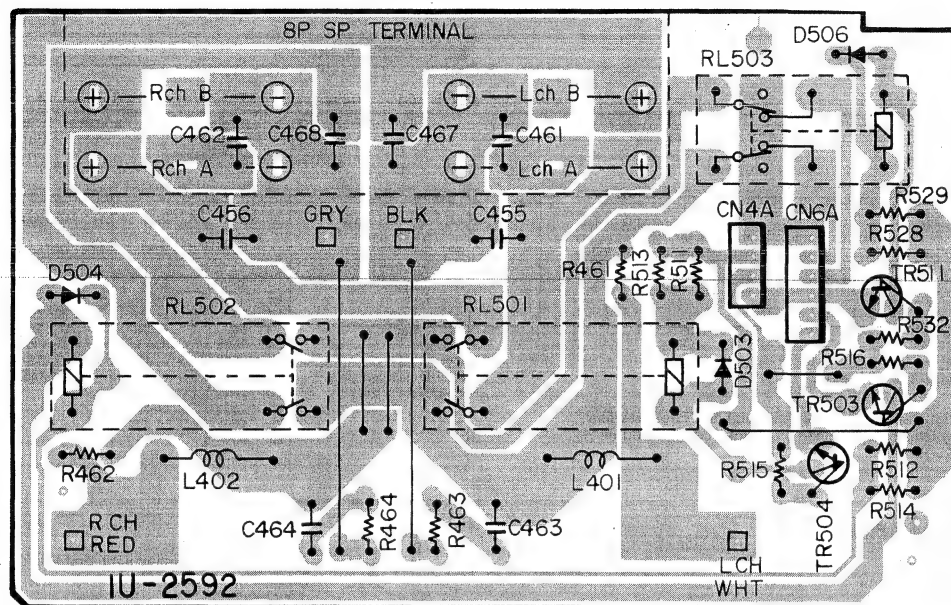 8P SP TERMINAL
D506
RL503
Rch B
Lch B
C462
C468
C467
C461
Rch A
Lch A
C456
GRY
BLK
C455
CN4A
CN6A
R529
R528
D504
R461
R513
R511
TR511
RL502
RL501
R532
D503
R516
TR503
R462
L402
L401
R515
R512
R514
C464
R464
R463
C463
TR504
R CH
RED
L CH
WHT
1U-2592